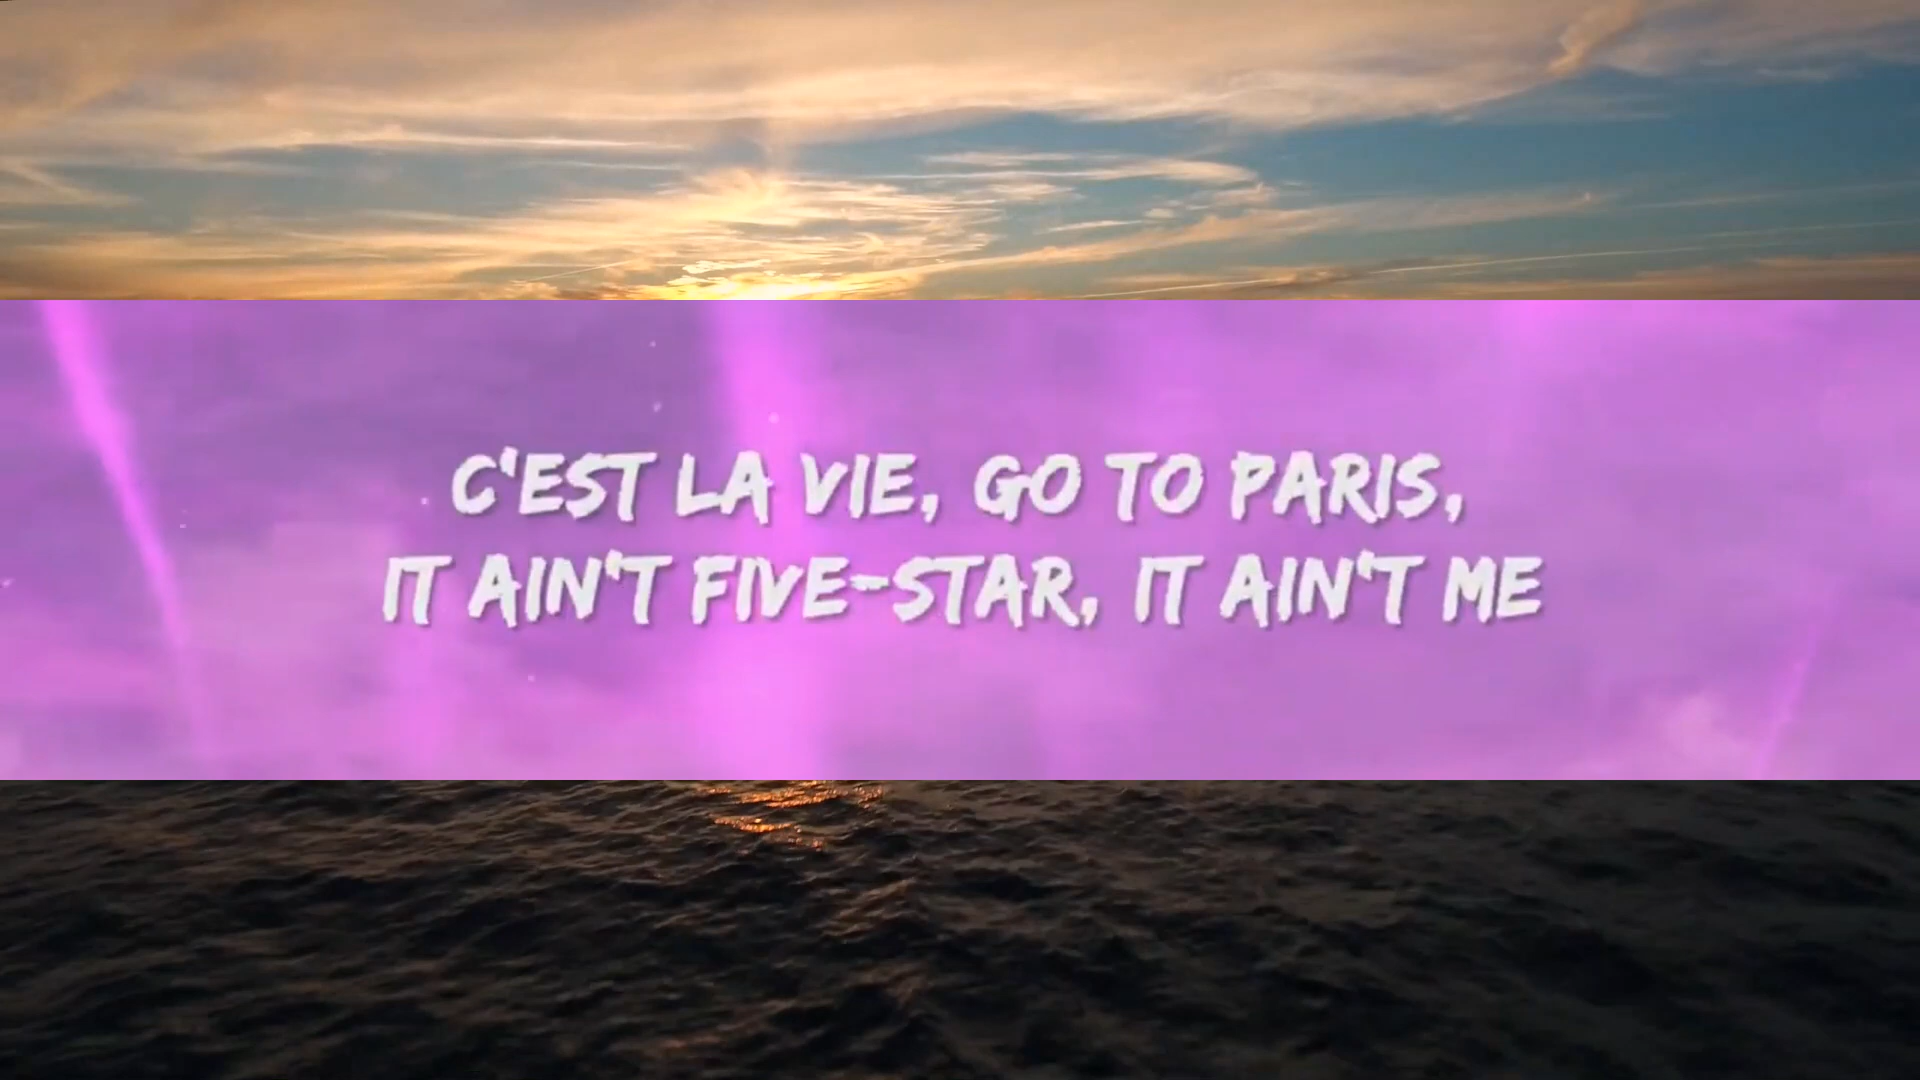 C'EST LA VIE, GO TO PARIS,
IT AIN'T FIVE-STAR, IT AIN'T ME